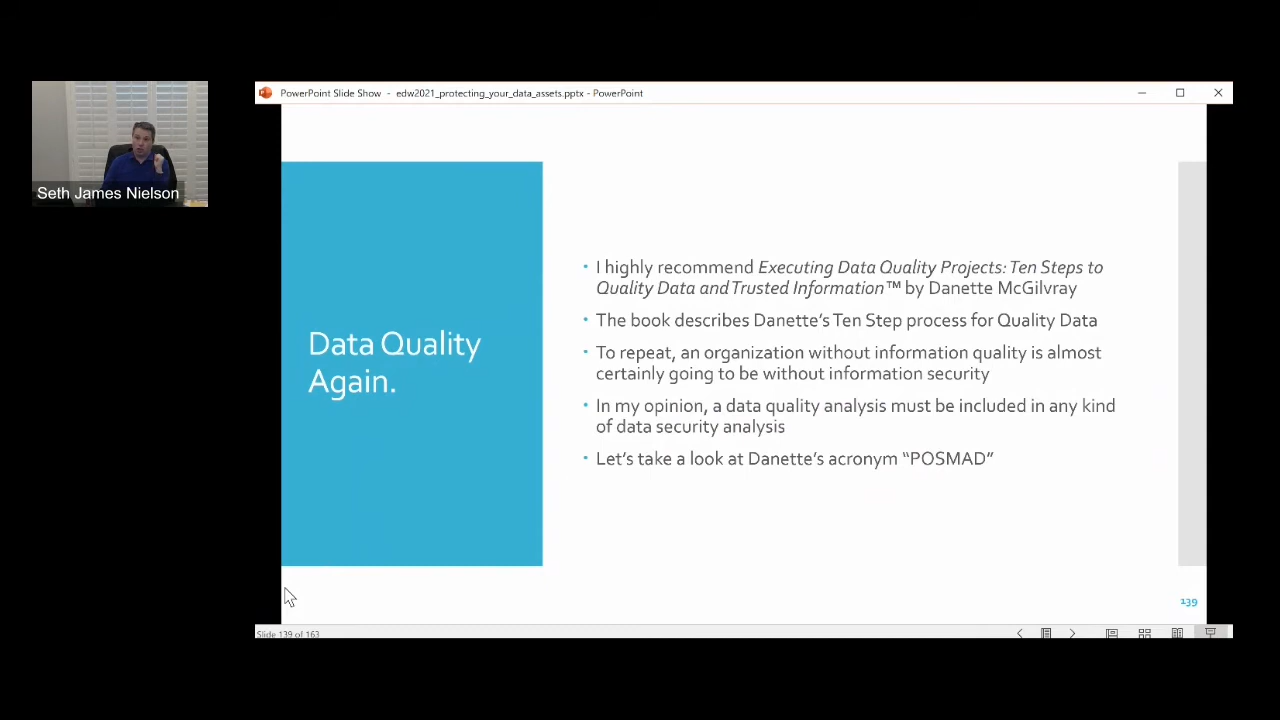 PowerPoint Slide Show - edw2021_protecting_your_data_assets.pptx - PowerPoint
Seth James Nielson
Data Quality
Again.
• I highly recommend Executing Data Quality Projects: Ten Steps to
Quality Data and Trusted Information™ by Danette McGilvray
• The book describes Danette's Ten Step process for Quality Data
• To repeat, an organization without information quality is almost
certainly going to be without information security
• In my opinion, a data quality analysis must be included in any kind
of data security analysis
• Let's take a look at Danette's acronym “POSMAD”
139
Slide 139 of 163